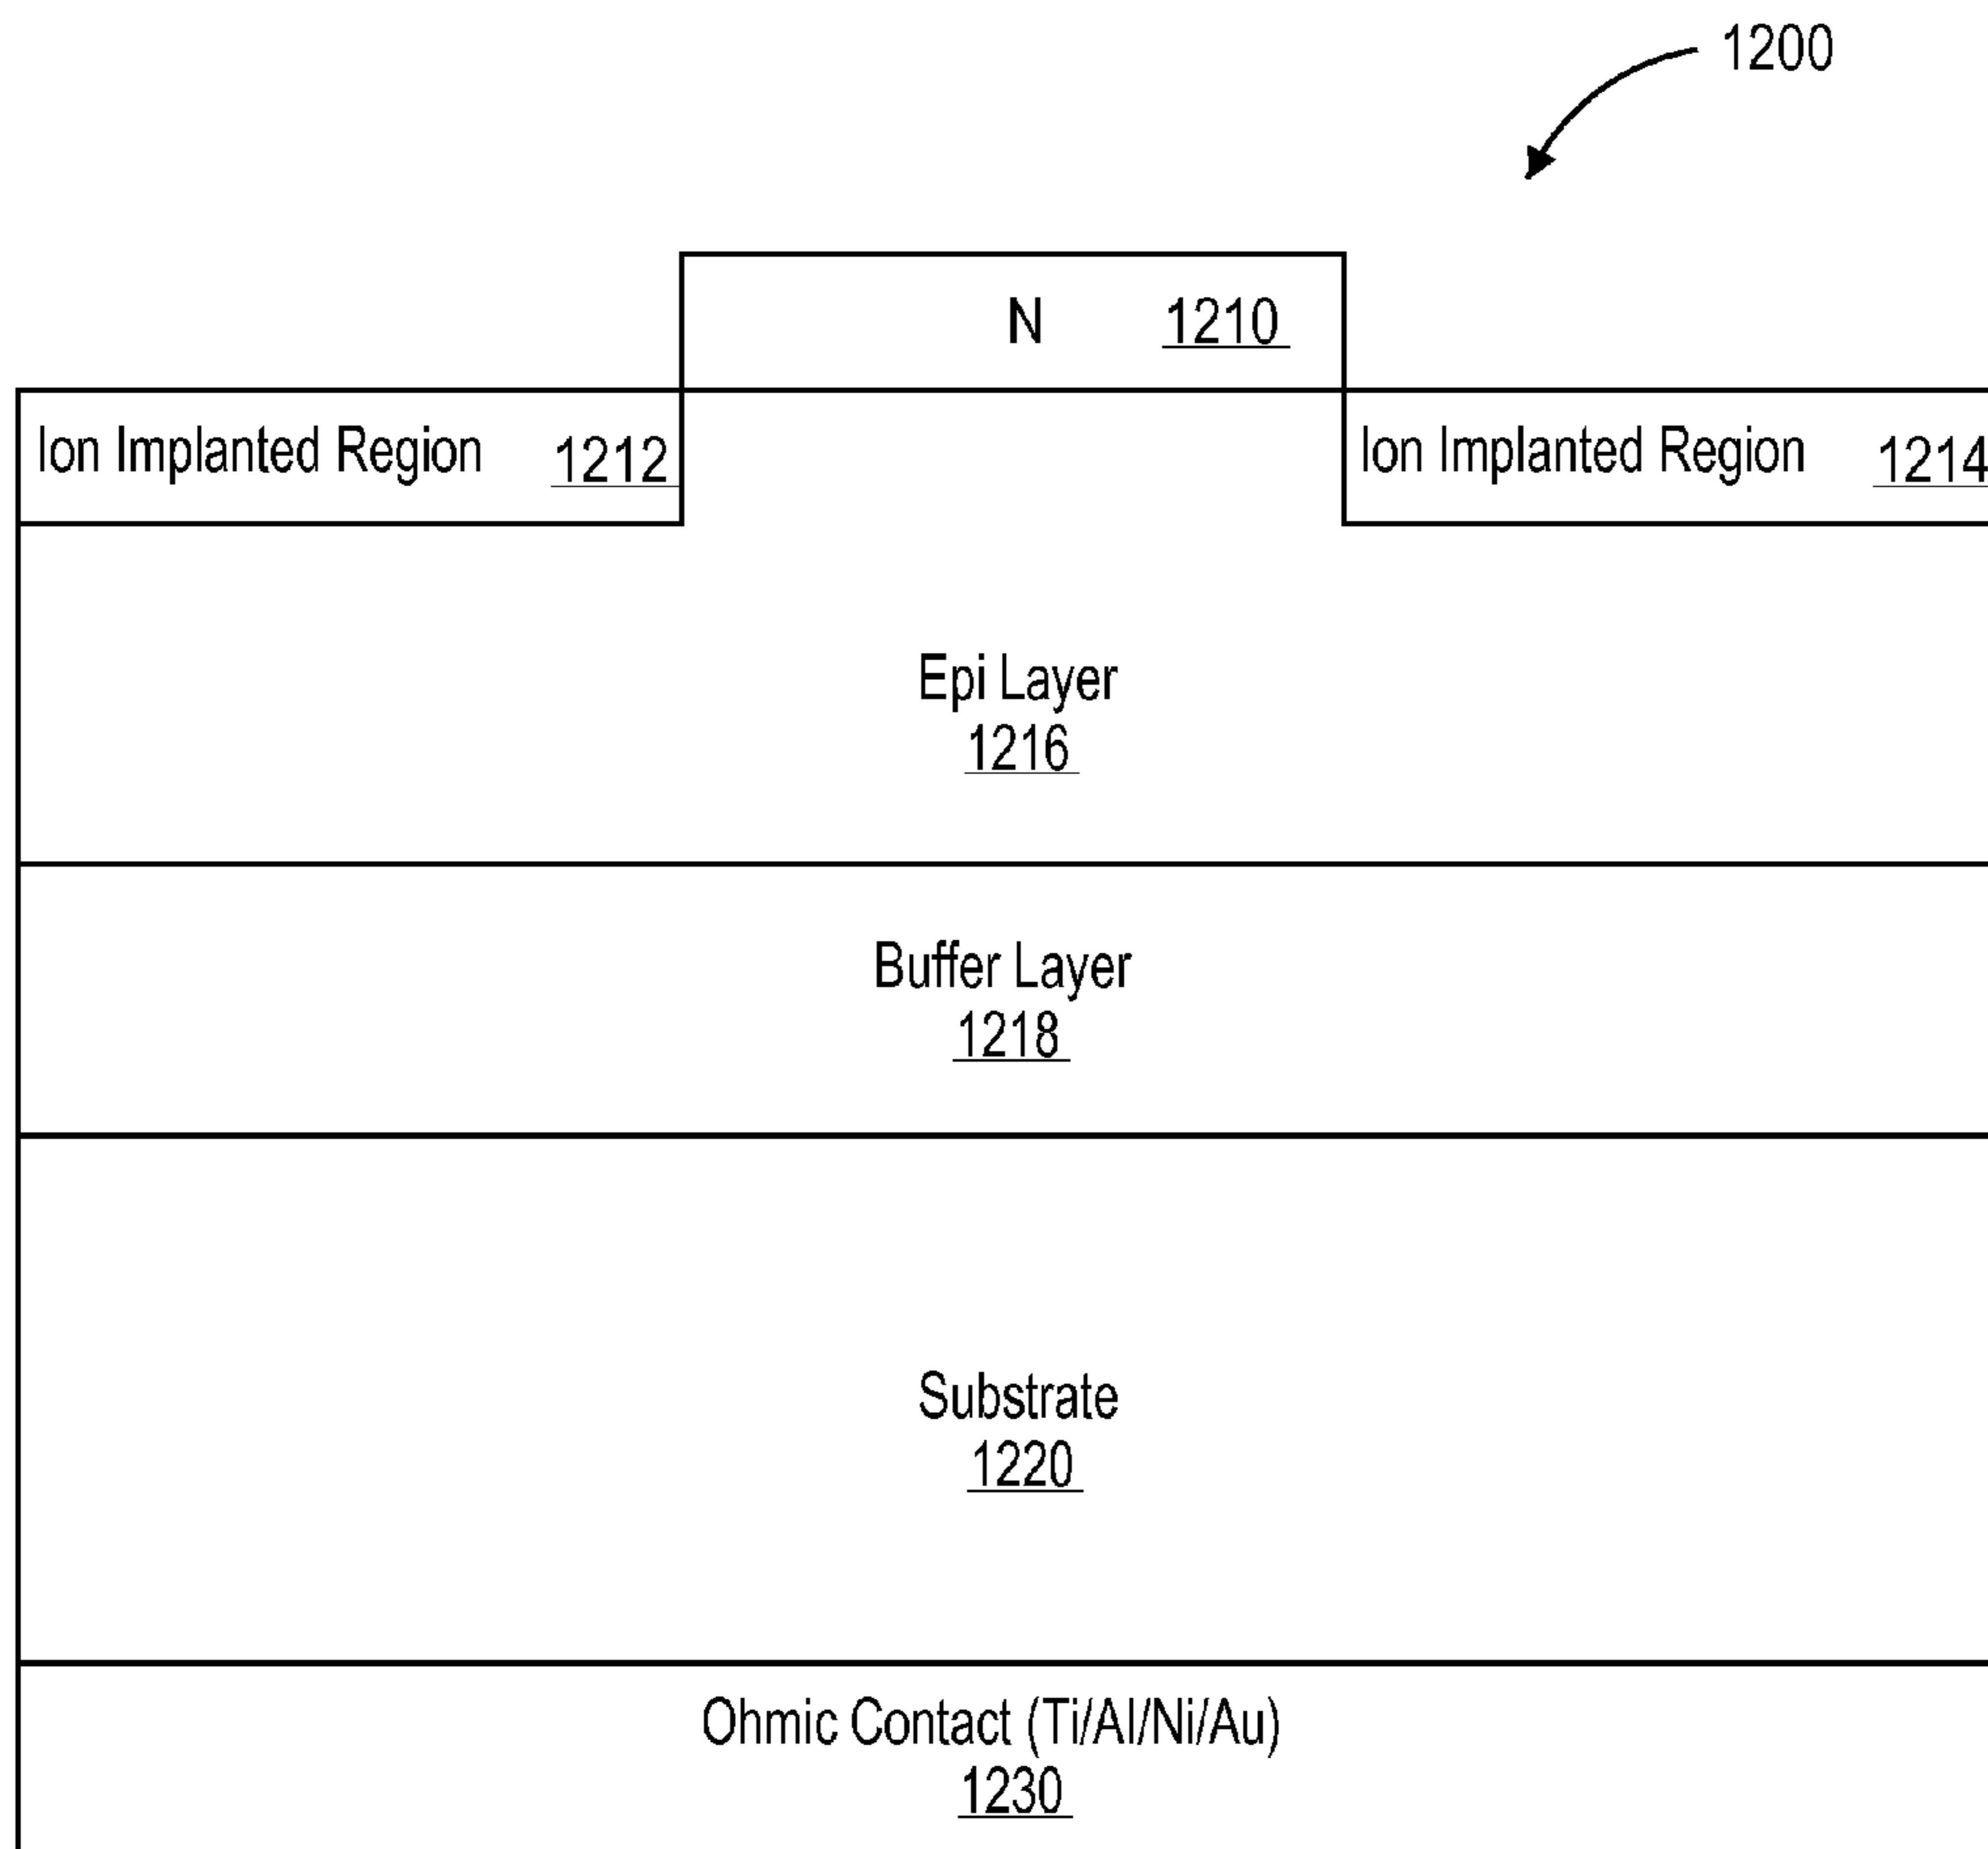 1200
N 1210
Ion Implanted Region 1212
Ion Implanted Region 1214
Epi Layer
1216
Buffer Layer
1218
Substrate
1220
Ohmic Contact (Ti/Al/Ni/Au)
1230